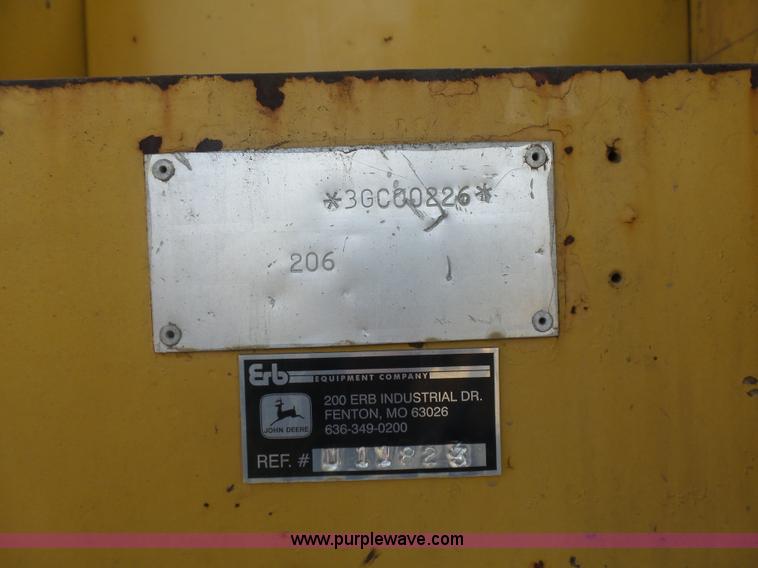 *3GC00826*
206
Erb
EQUIPMENT COMPANY
200 ERB INDUSTRIAL DR.
FENTON, MO 63026
636-349-0200
JOHN DEERE
REF. #
www.purplewave.com